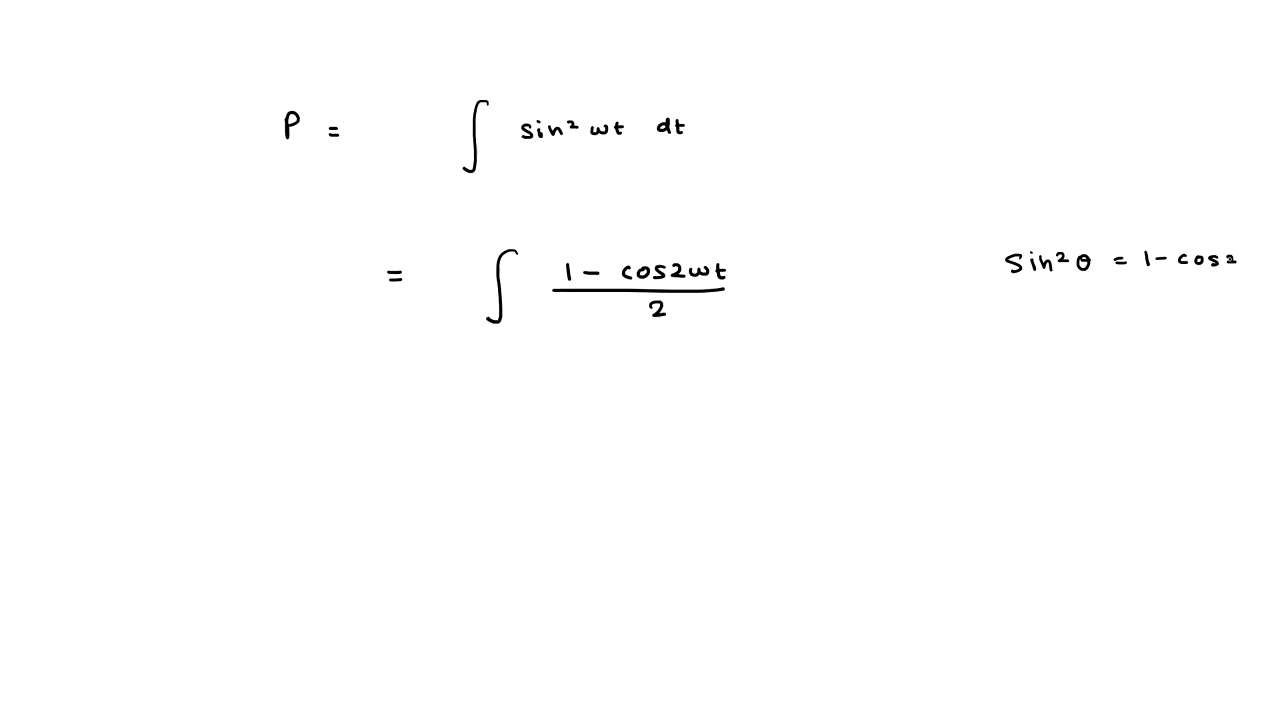 P = ∫ sin² ωt dt
= ∫ (1 - cos2ωt)/2
Sin²θ = 1 - cos2